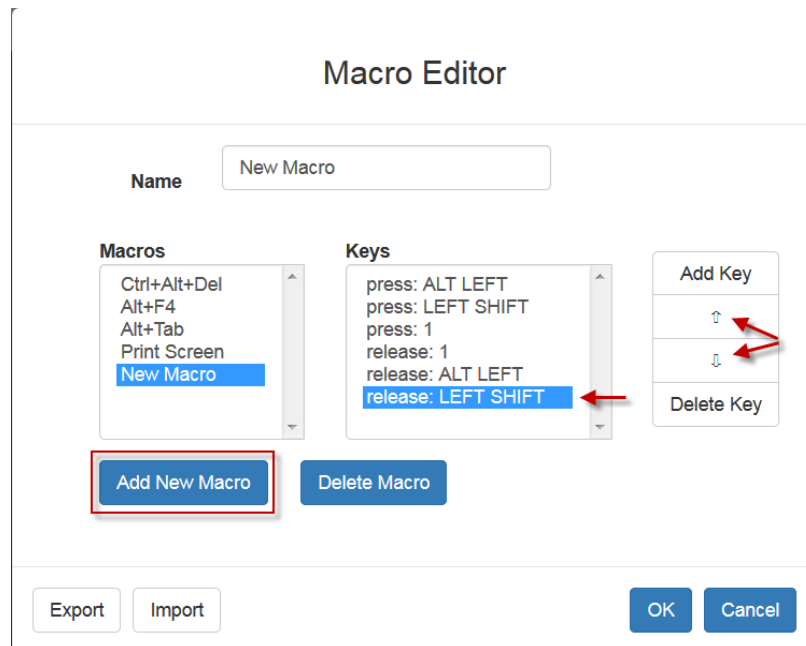 Macro Editor
Name
New Macro
Macros
Keys
Ctrl+Alt+Del
Alt+F4
Alt+Tab
Print Screen
New Macro
press: ALT LEFT
press: LEFT SHIFT
press: 1
release: 1
release: ALT LEFT
release: LEFT SHIFT
Add Key
⇧
⇩
Delete Key
Add New Macro
Delete Macro
Export
Import
OK
Cancel